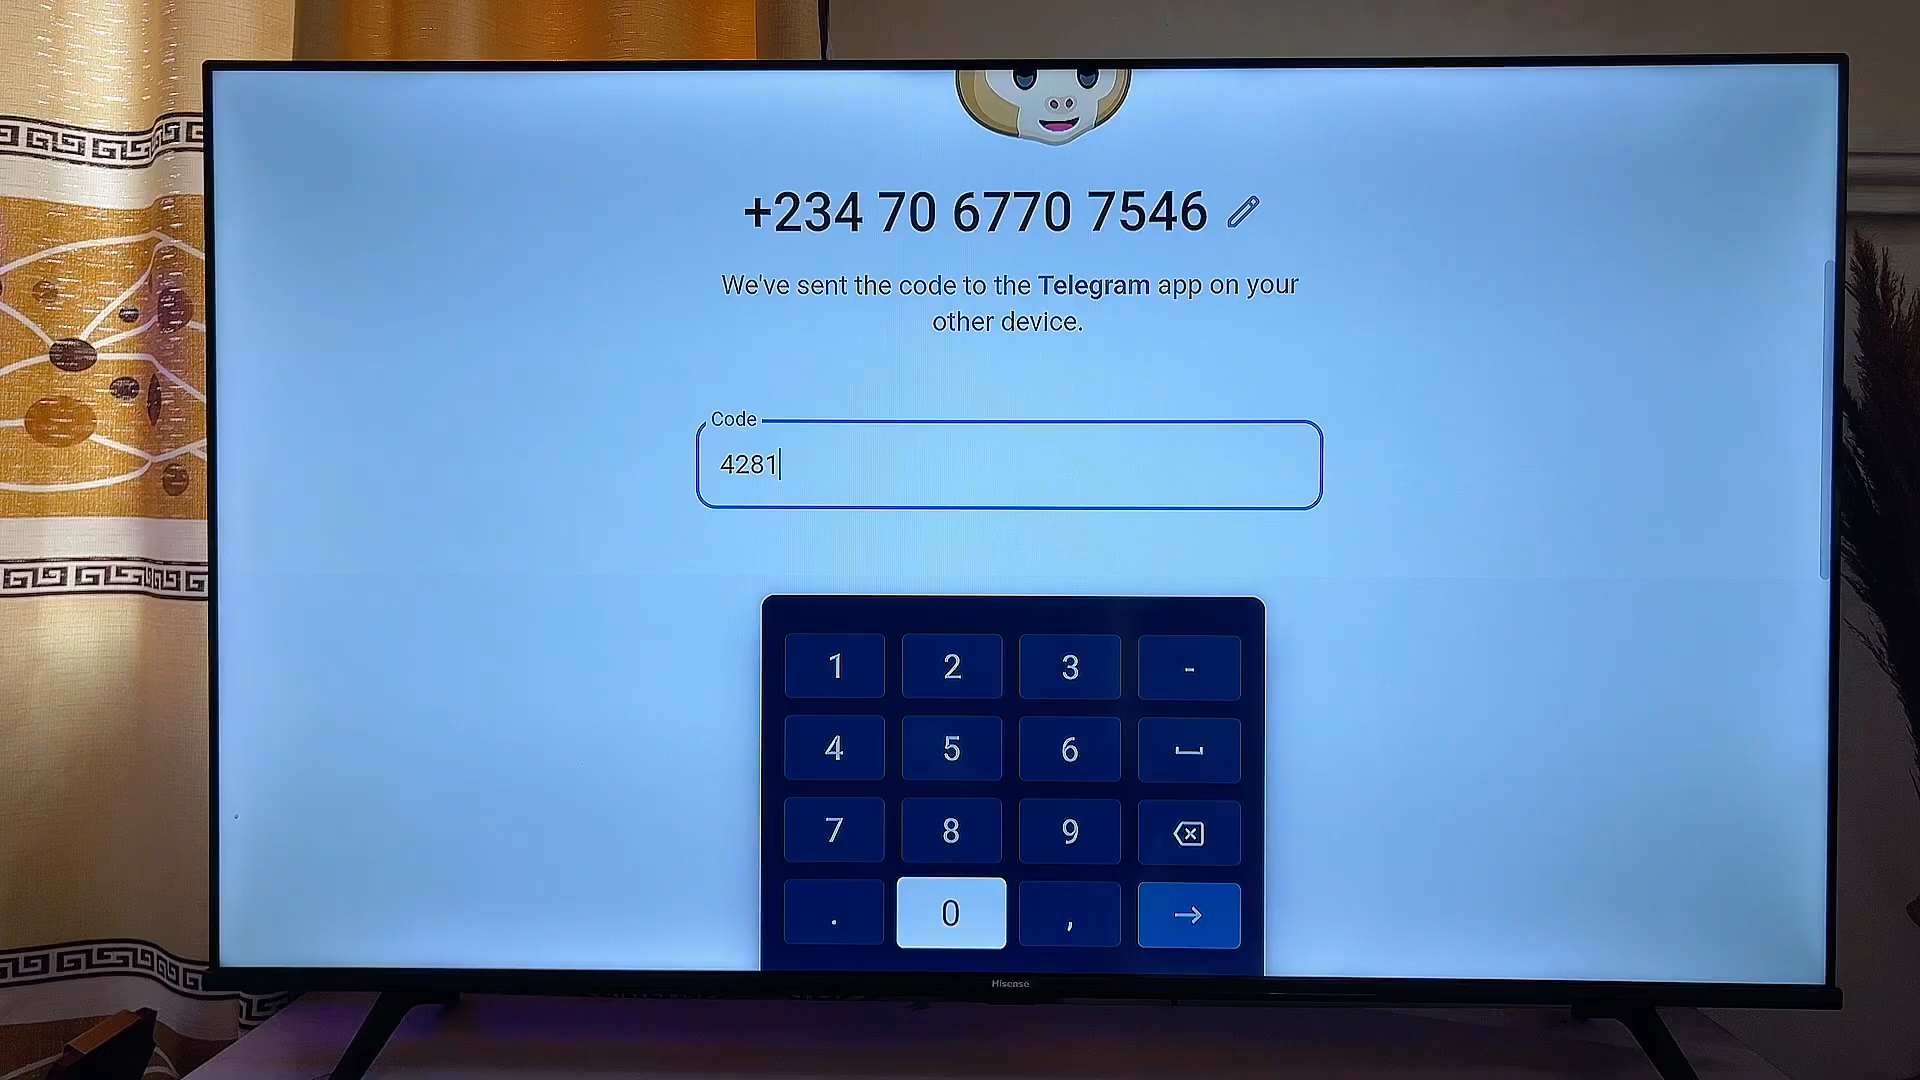 +234 70 6770 7546
We've sent the code to the Telegram app on your
other device.
Code
4281
1 2 3 -
4 5 6
7 8 9
. 0 , →
Hisense